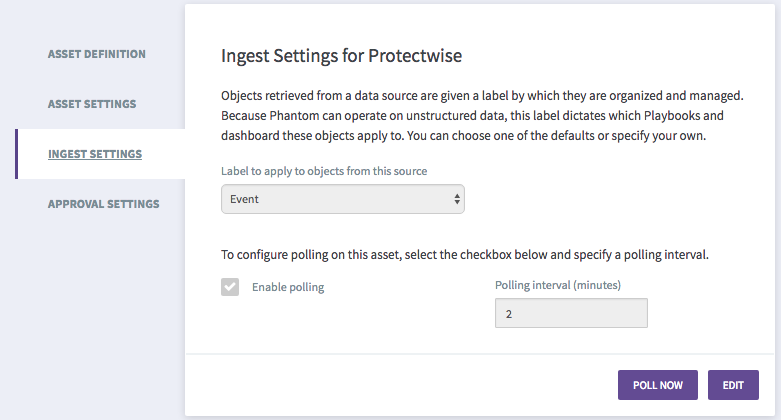 ASSET DEFINITION
ASSET SETTINGS
INGEST SETTINGS
APPROVAL SETTINGS
Ingest Settings for Protectwise
Objects retrieved from a data source are given a label by which they are organized and managed.
Because Phantom can operate on unstructured data, this label dictates which Playbooks and
dashboard these objects apply to. You can choose one of the defaults or specify your own.
Label to apply to objects from this source
Event
To configure polling on this asset, select the checkbox below and specify a polling interval.
Enable polling
Polling interval (minutes)
2
POLL NOW
EDIT